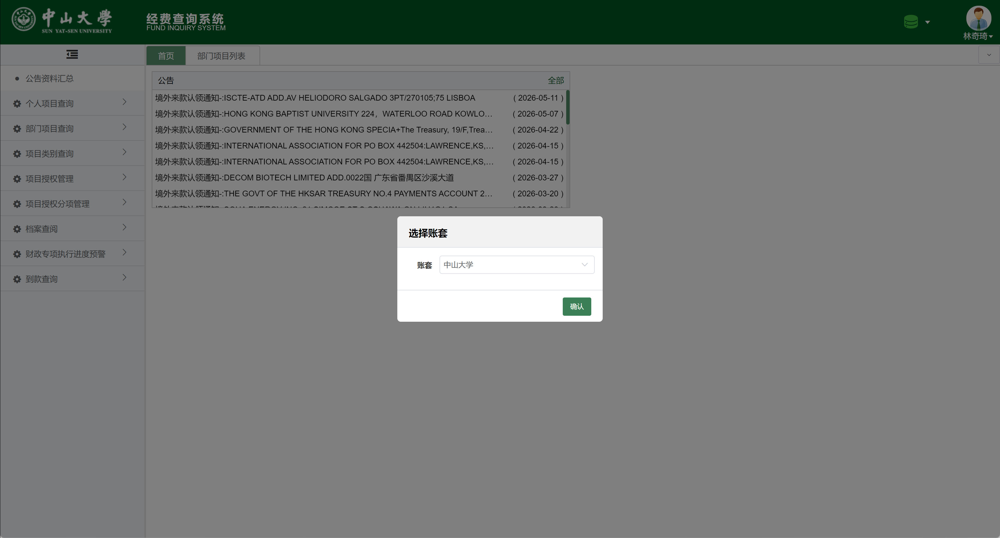 中山大學
SUN YAT-SEN UNIVERSITY
经费查询系统
FUND INQUIRY SYSTEM
林奇琦
首页
部门项目列表
公告资料汇总
个人项目查询
部门项目查询
项目类别查询
项目授权管理
项目授权分项管理
档案查阅
财政专项执行进度预警
到款查询
公告 全部
境外来款认领通知-:ISCTE-ATD ADD.AV HELIODORO SALGADO 3PT/270105;75 LISBOA ( 2026-05-11 )
境外来款认领通知-:HONG KONG BAPTIST UNIVERSITY 224，WATERLOO ROAD KOWLO... ( 2026-05-07 )
境外来款认领通知-:GOVERNMENT OF THE HONG KONG SPECIA+The Treasury, 19/F,Trea... ( 2026-04-22 )
境外来款认领通知-:INTERNATIONAL ASSOCIATION FOR PO BOX 442504:LAWRENCE,KS,... ( 2026-04-15 )
境外来款认领通知-:INTERNATIONAL ASSOCIATION FOR PO BOX 442504:LAWRENCE,KS,... ( 2026-04-15 )
境外来款认领通知-:DECOM BIOTECH LIMITED ADD.0022国 广东省番禺区沙溪大道 ( 2026-03-27 )
境外来款认领通知-:THE GOVT OF THE HKSAR TREASURY NO.4 PAYMENTS ACCOUNT 2... ( 2026-03-20 )
选择账套
账套 中山大学
确认